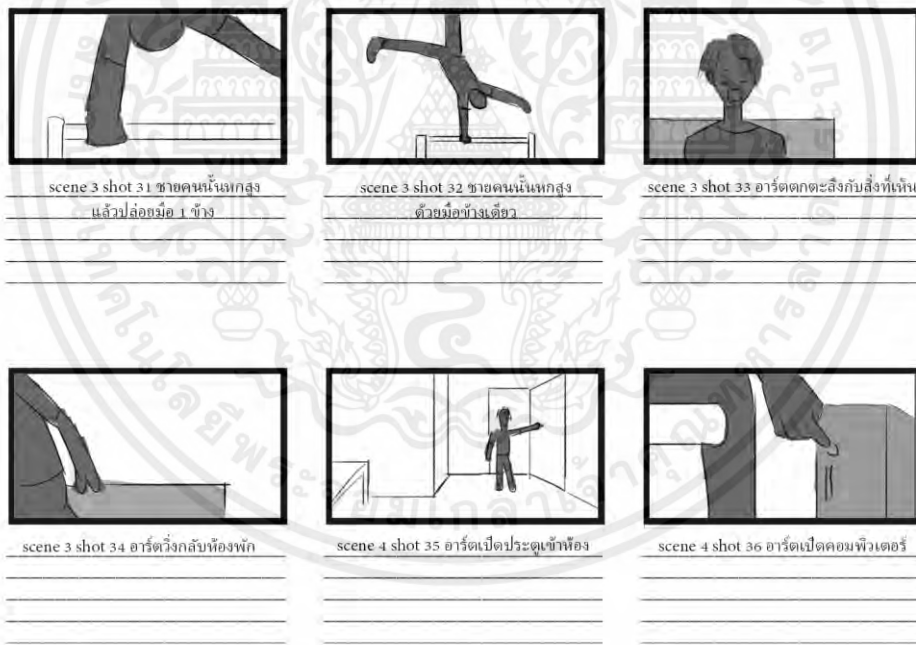 scene 3 shot 31 ชายคนนั้นหกสูง
แล้วปล่อยมือ 1 ข้าง
scene 3 shot 32 ชายคนนั้นหกสูง
ด้วยมือข้างเดียว
scene 3 shot 33 อาร์ตตกตะลึงกับสิ่งที่เห็น
scene 3 shot 34 อาร์ตวิ่งกลับห้องพัก
scene 4 shot 35 อาร์ตเปิดประตูเข้าห้อง
scene 4 shot 36 อาร์ตเปิดคอมพิวเตอร์